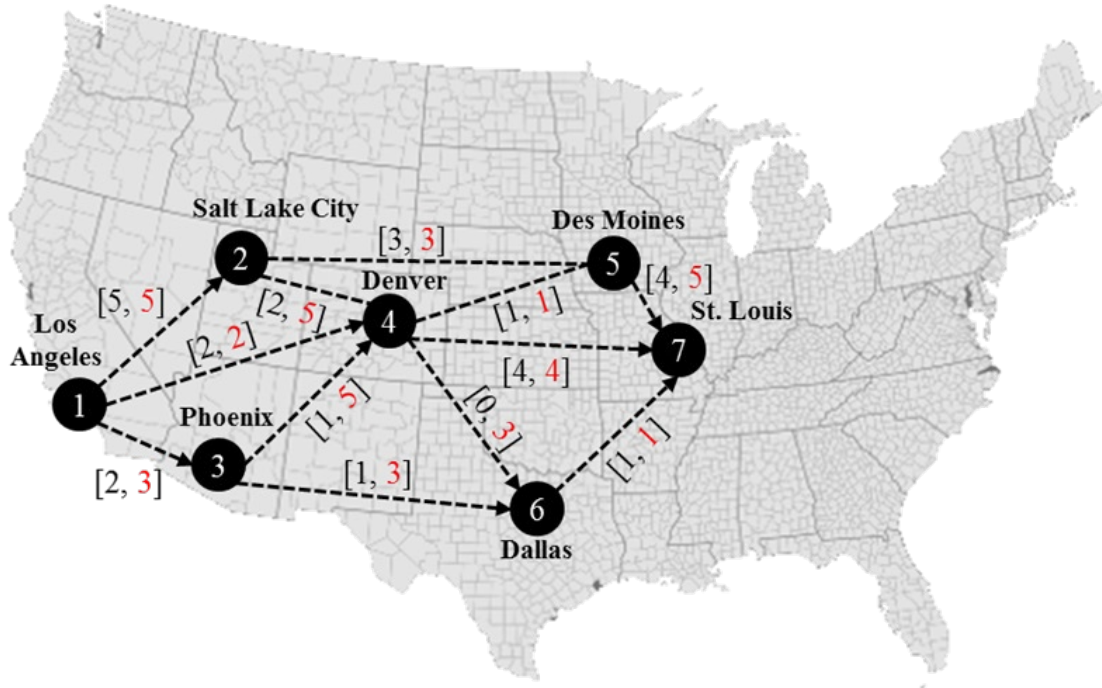 Salt Lake City
2
[3, 3]
Des Moines
5
[4, 5]
[5, 5]
[2, 5]
Denver
4
[1, 1]
St. Louis
7
Los
Angeles
1
[2, 2]
[4, 4]
Phoenix
3
[1, 5]
[0, 3]
[2, 3]
[1, 3]
[1, 1]
6
Dallas